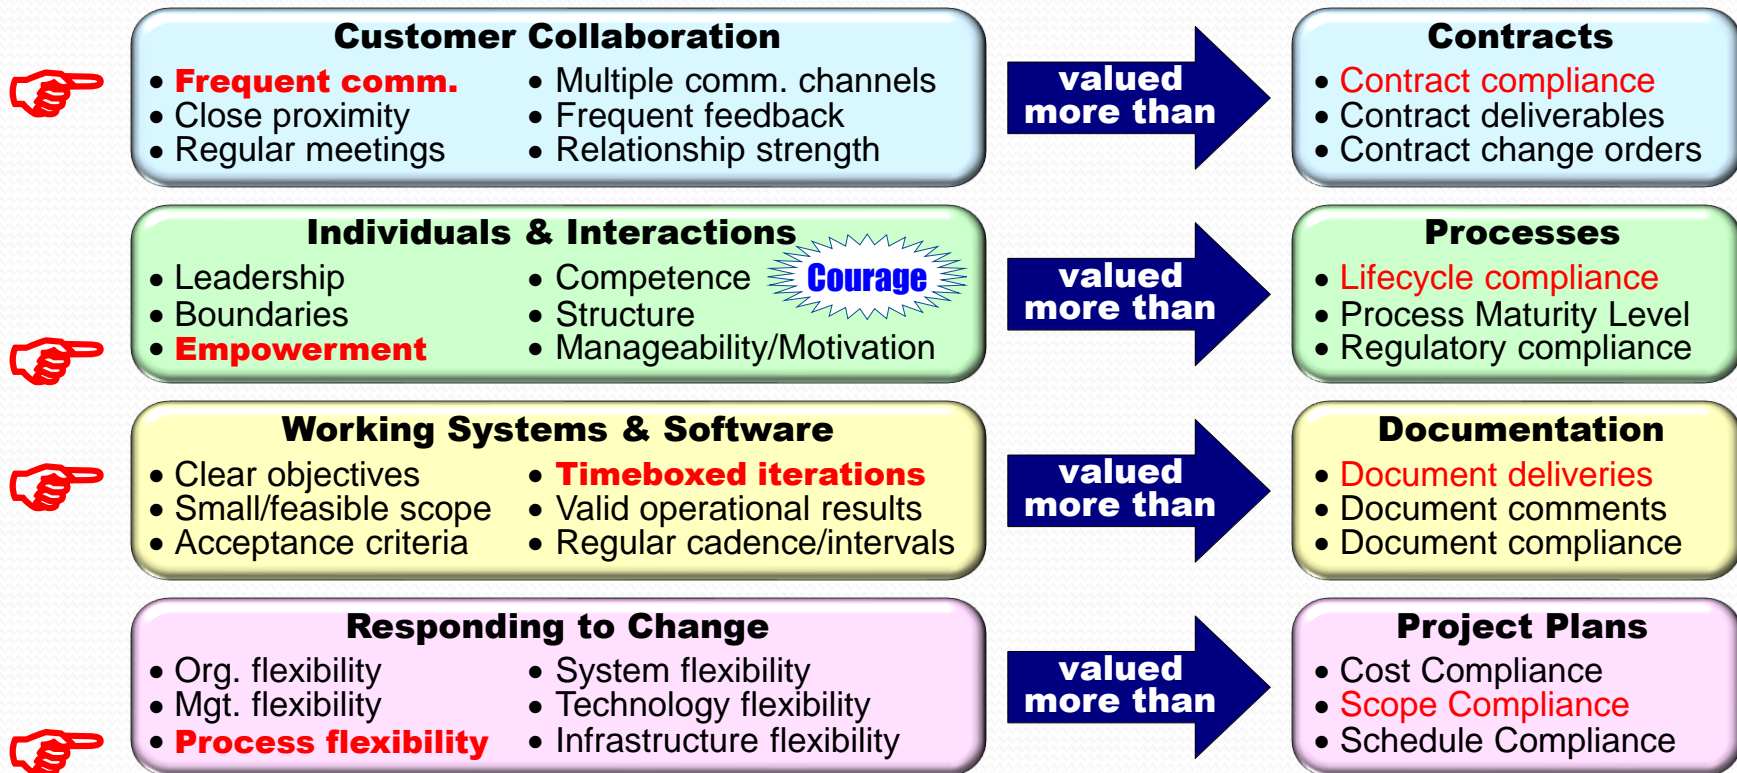 Customer Collaboration
• Frequent comm.
• Close proximity
• Regular meetings
• Multiple comm. channels
• Frequent feedback
• Relationship strength
valued
more than
Contracts
• Contract compliance
• Contract deliverables
• Contract change orders
Individuals & Interactions
• Leadership
• Boundaries
• Empowerment
• Competence
• Structure
• Manageability/Motivation
Courage
valued
more than
Processes
• Lifecycle compliance
• Process Maturity Level
• Regulatory compliance
Working Systems & Software
• Clear objectives
• Small/feasible scope
• Acceptance criteria
• Timeboxed iterations
• Valid operational results
• Regular cadence/intervals
valued
more than
Documentation
• Document deliveries
• Document comments
• Document compliance
Responding to Change
• Org. flexibility
• Mgt. flexibility
• Process flexibility
• System flexibility
• Technology flexibility
• Infrastructure flexibility
valued
more than
Project Plans
• Cost Compliance
• Scope Compliance
• Schedule Compliance